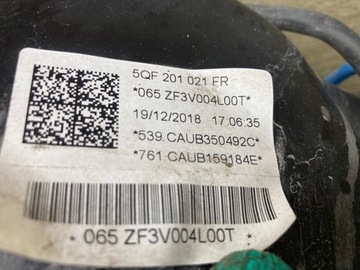 5QF 201 021 FR
*065 ZF3V004L00T*
19/12/2018 17:06:35
*539 CAUB350492C*
*761 CAUB159184E*
* 065 ZF3V004L00T *